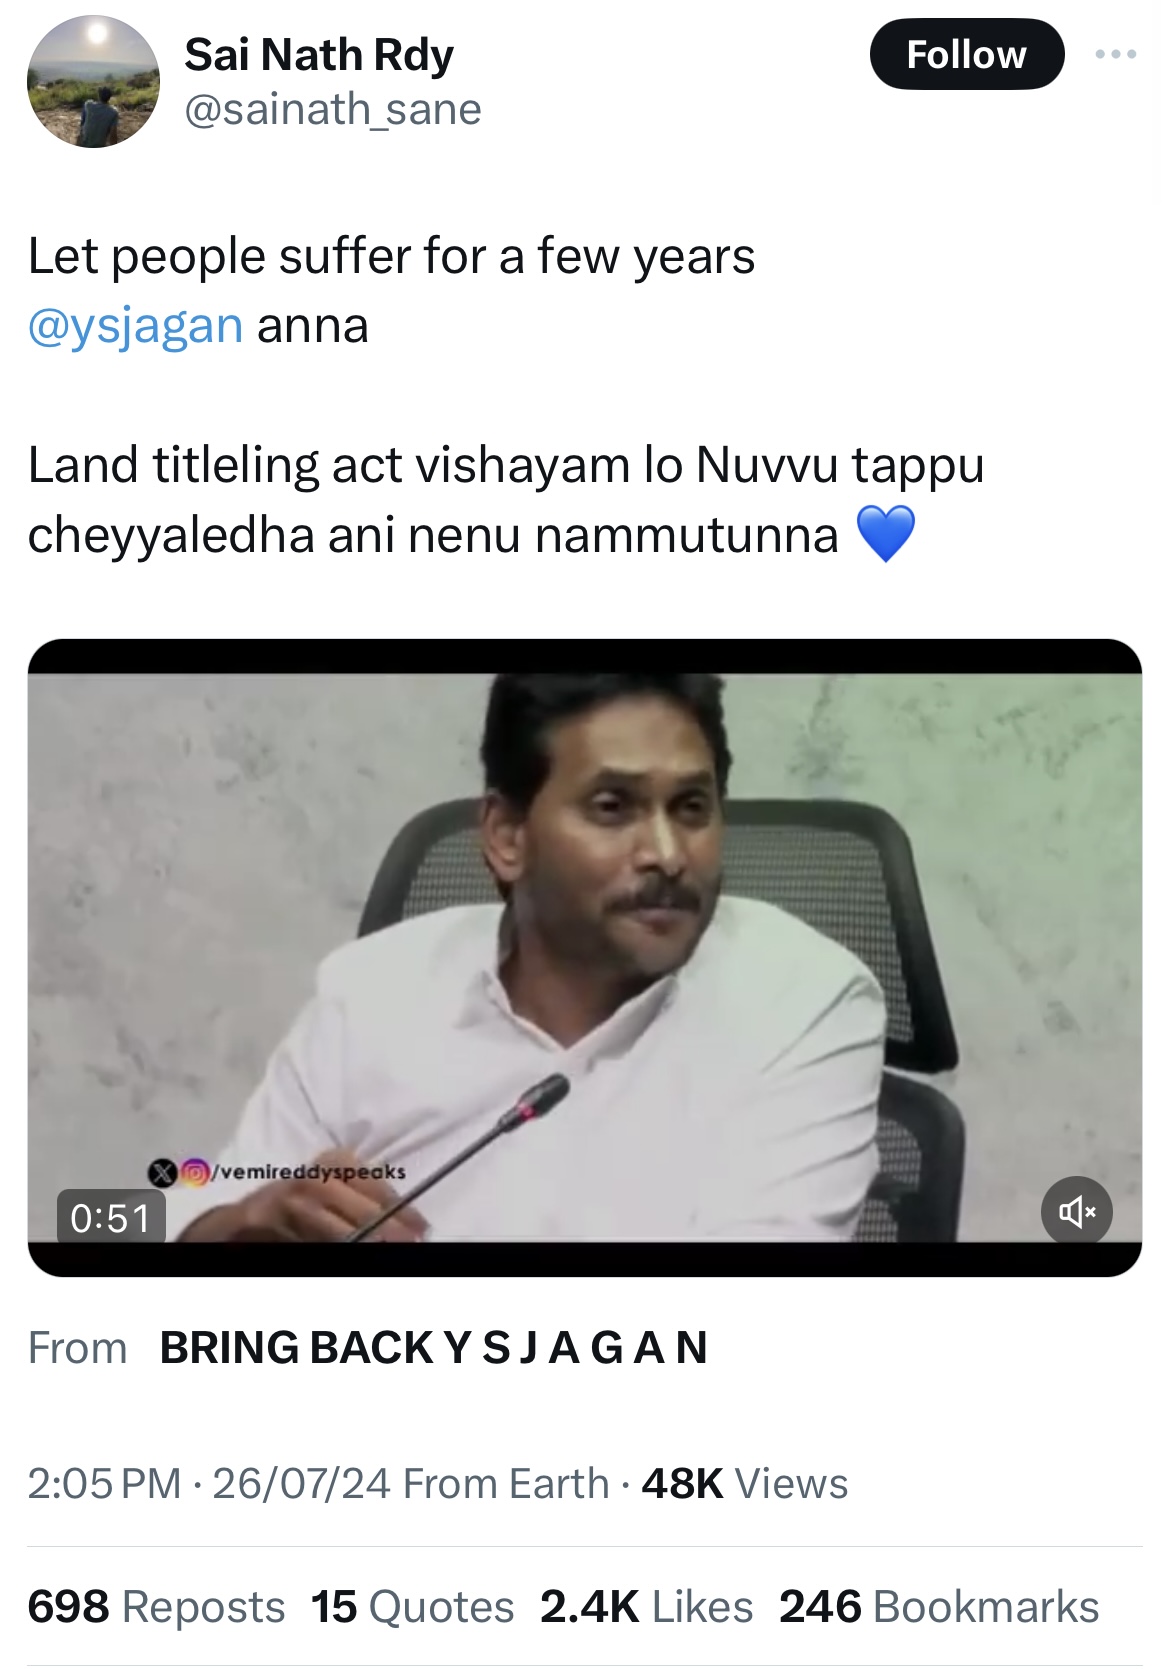 Sai Nath Rdy
Follow
@sainath_sane
Let people suffer for a few years
@ysjagan anna
Land titleling act vishayam lo Nuvvu tappu
cheyyaledha ani nenu nammutunna 💙
/vemireddyspeaks
0:51
From BRING BACK Y S J A G A N
2:05 PM · 26/07/24 From Earth · 48K Views
698 Reposts 15 Quotes 2.4K Likes 246 Bookmarks